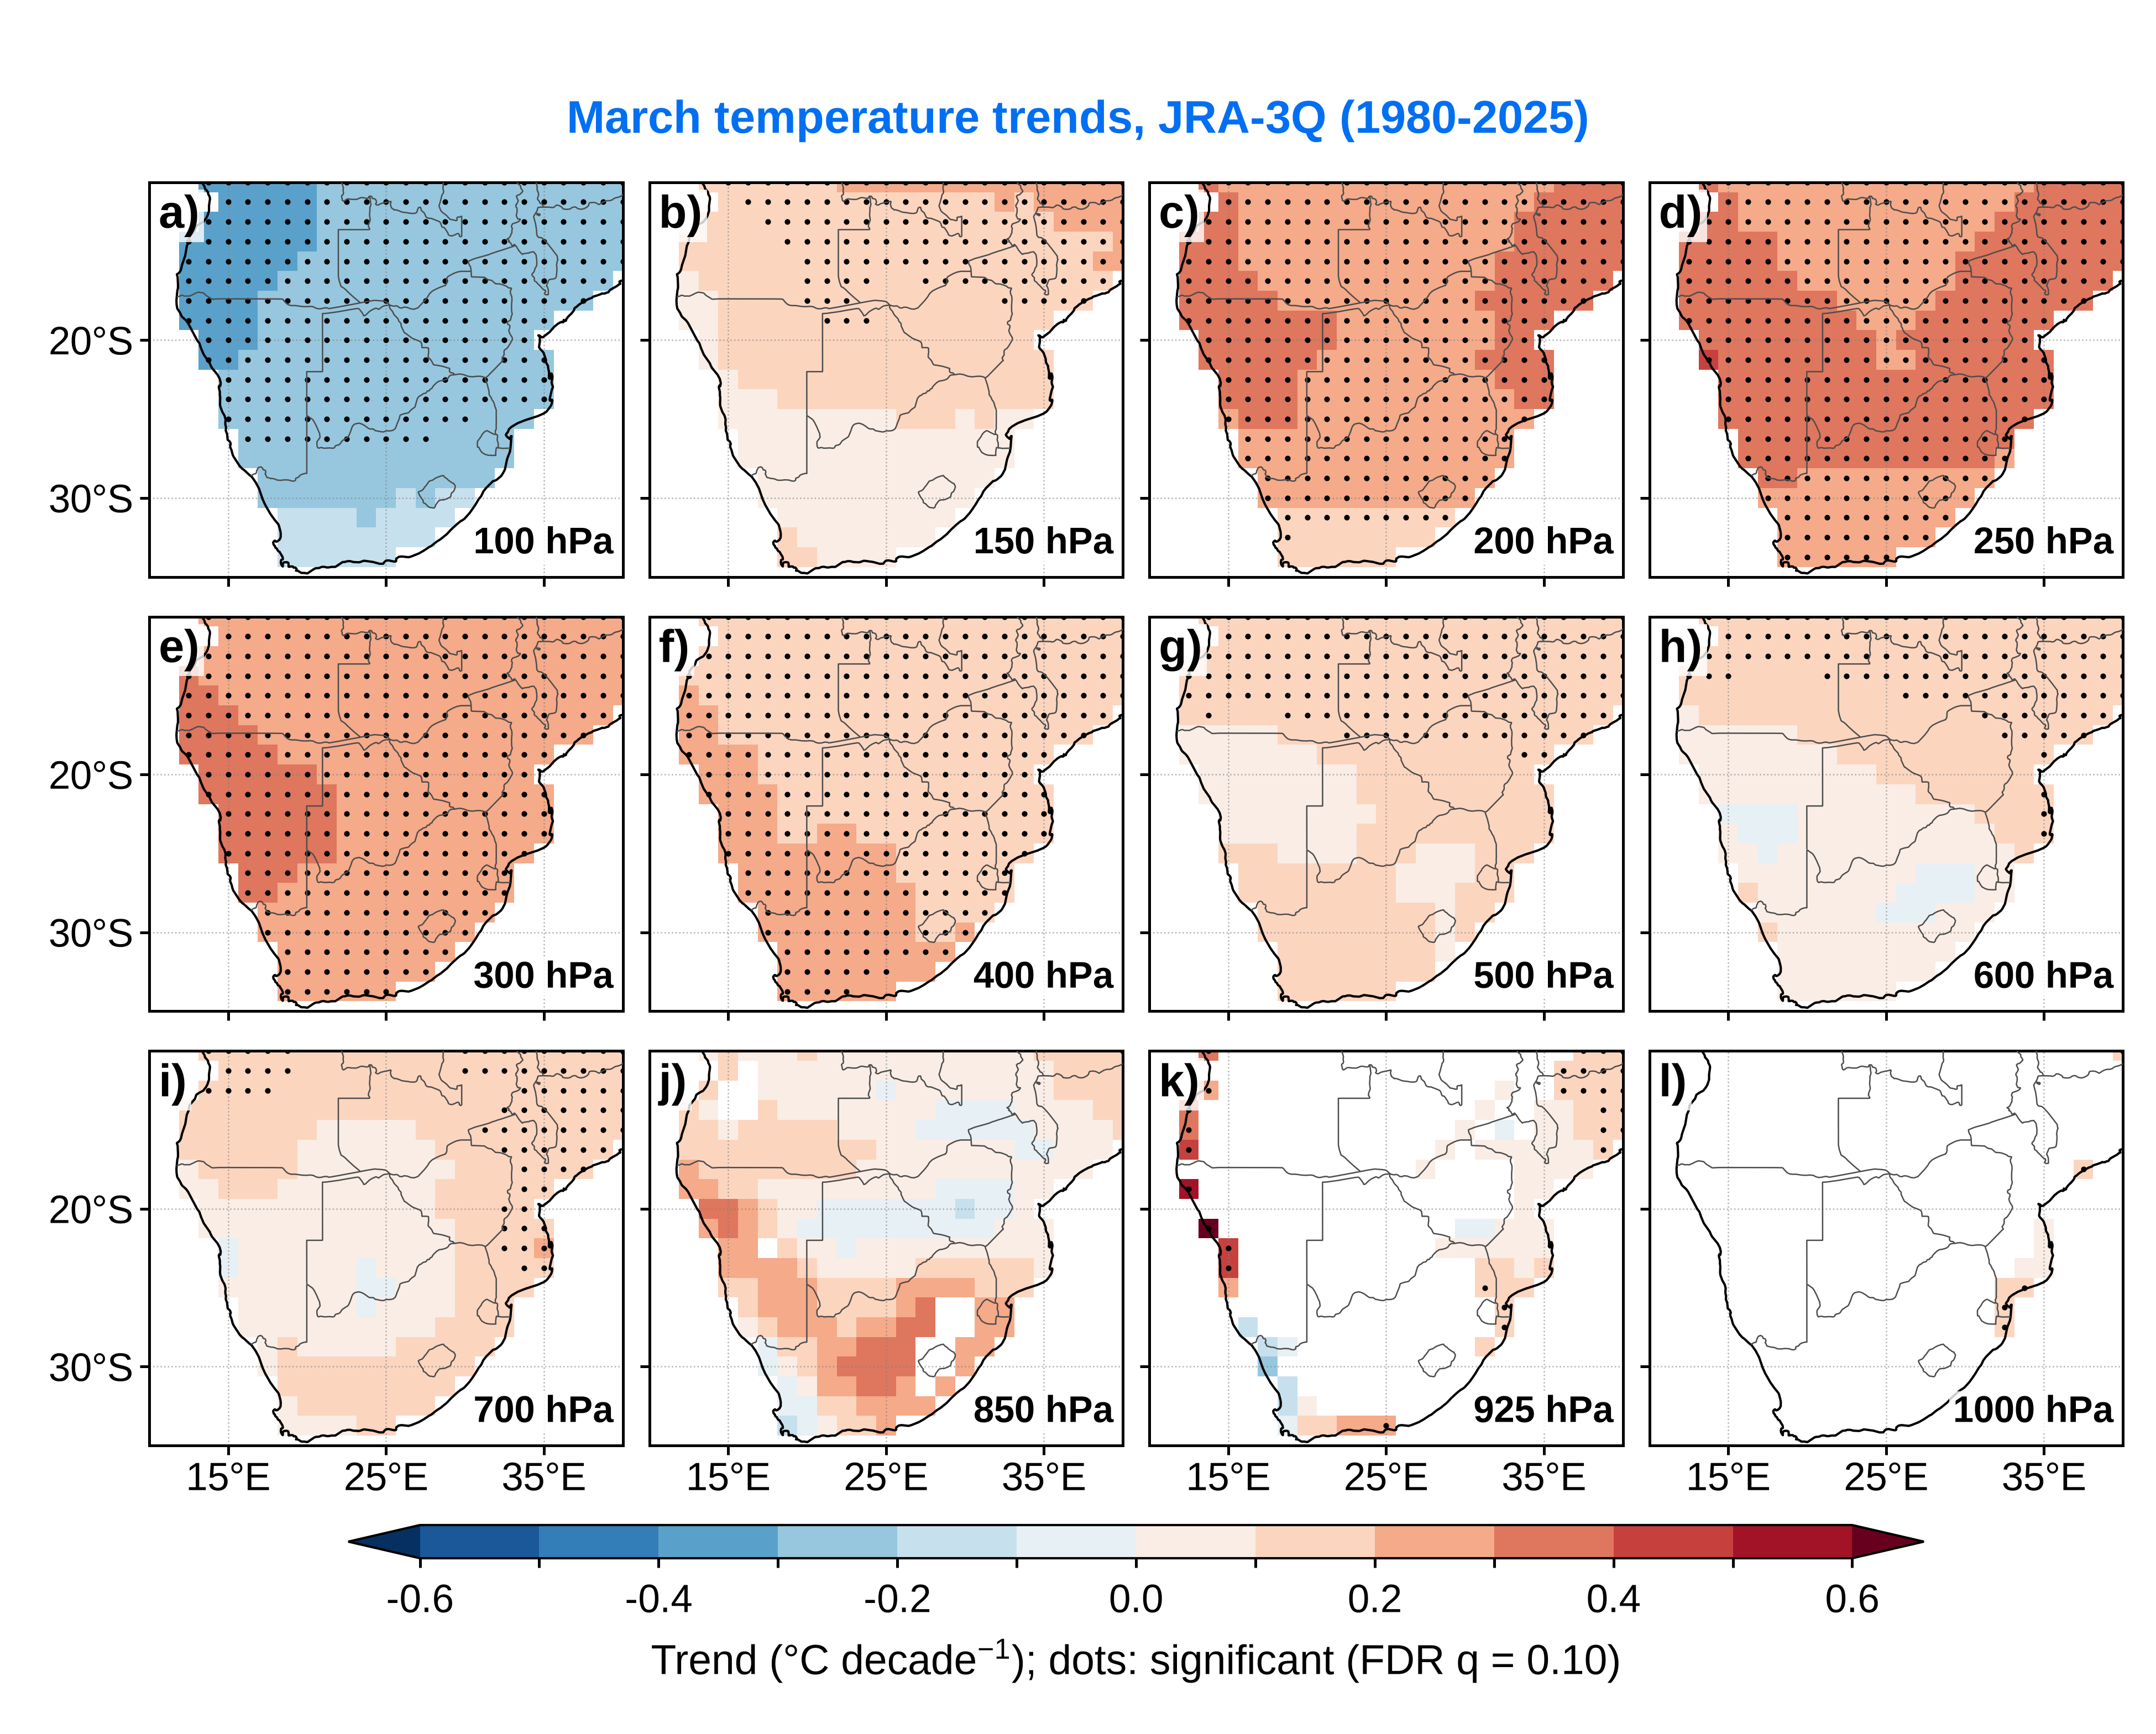 March temperature trends, JRA-3Q (1980-2025)
a) b) c) d)
20°S
30°S
100 hPa 150 hPa 200 hPa 250 hPa
e) f) g) h)
20°S
30°S
300 hPa 400 hPa 500 hPa 600 hPa
i) j) k) l)
20°S
30°S
700 hPa 850 hPa 925 hPa 1000 hPa
15°E 25°E 35°E 15°E 25°E 35°E 15°E 25°E 35°E 15°E 25°E 35°E
-0.6 -0.4 -0.2 0.0 0.2 0.4 0.6
Trend (°C decade⁻¹); dots: significant (FDR q = 0.10)